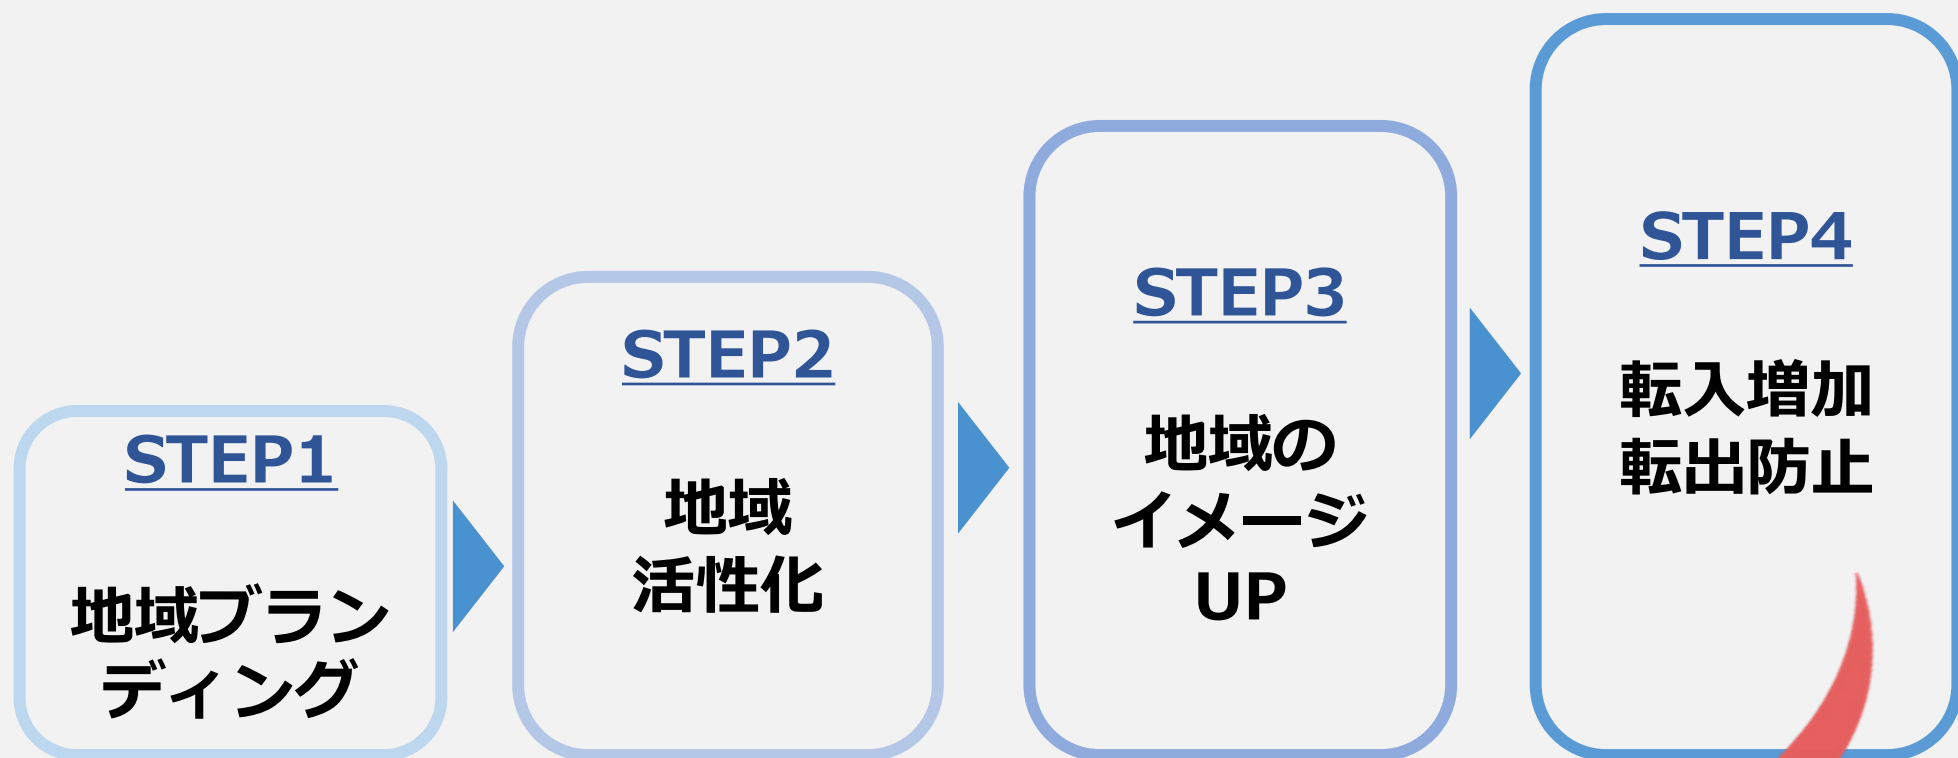 STEP1
地域ブラン
ディング
STEP2
地域
活性化
STEP3
地域の
イメージ
UP
STEP4
転入増加
転出防止